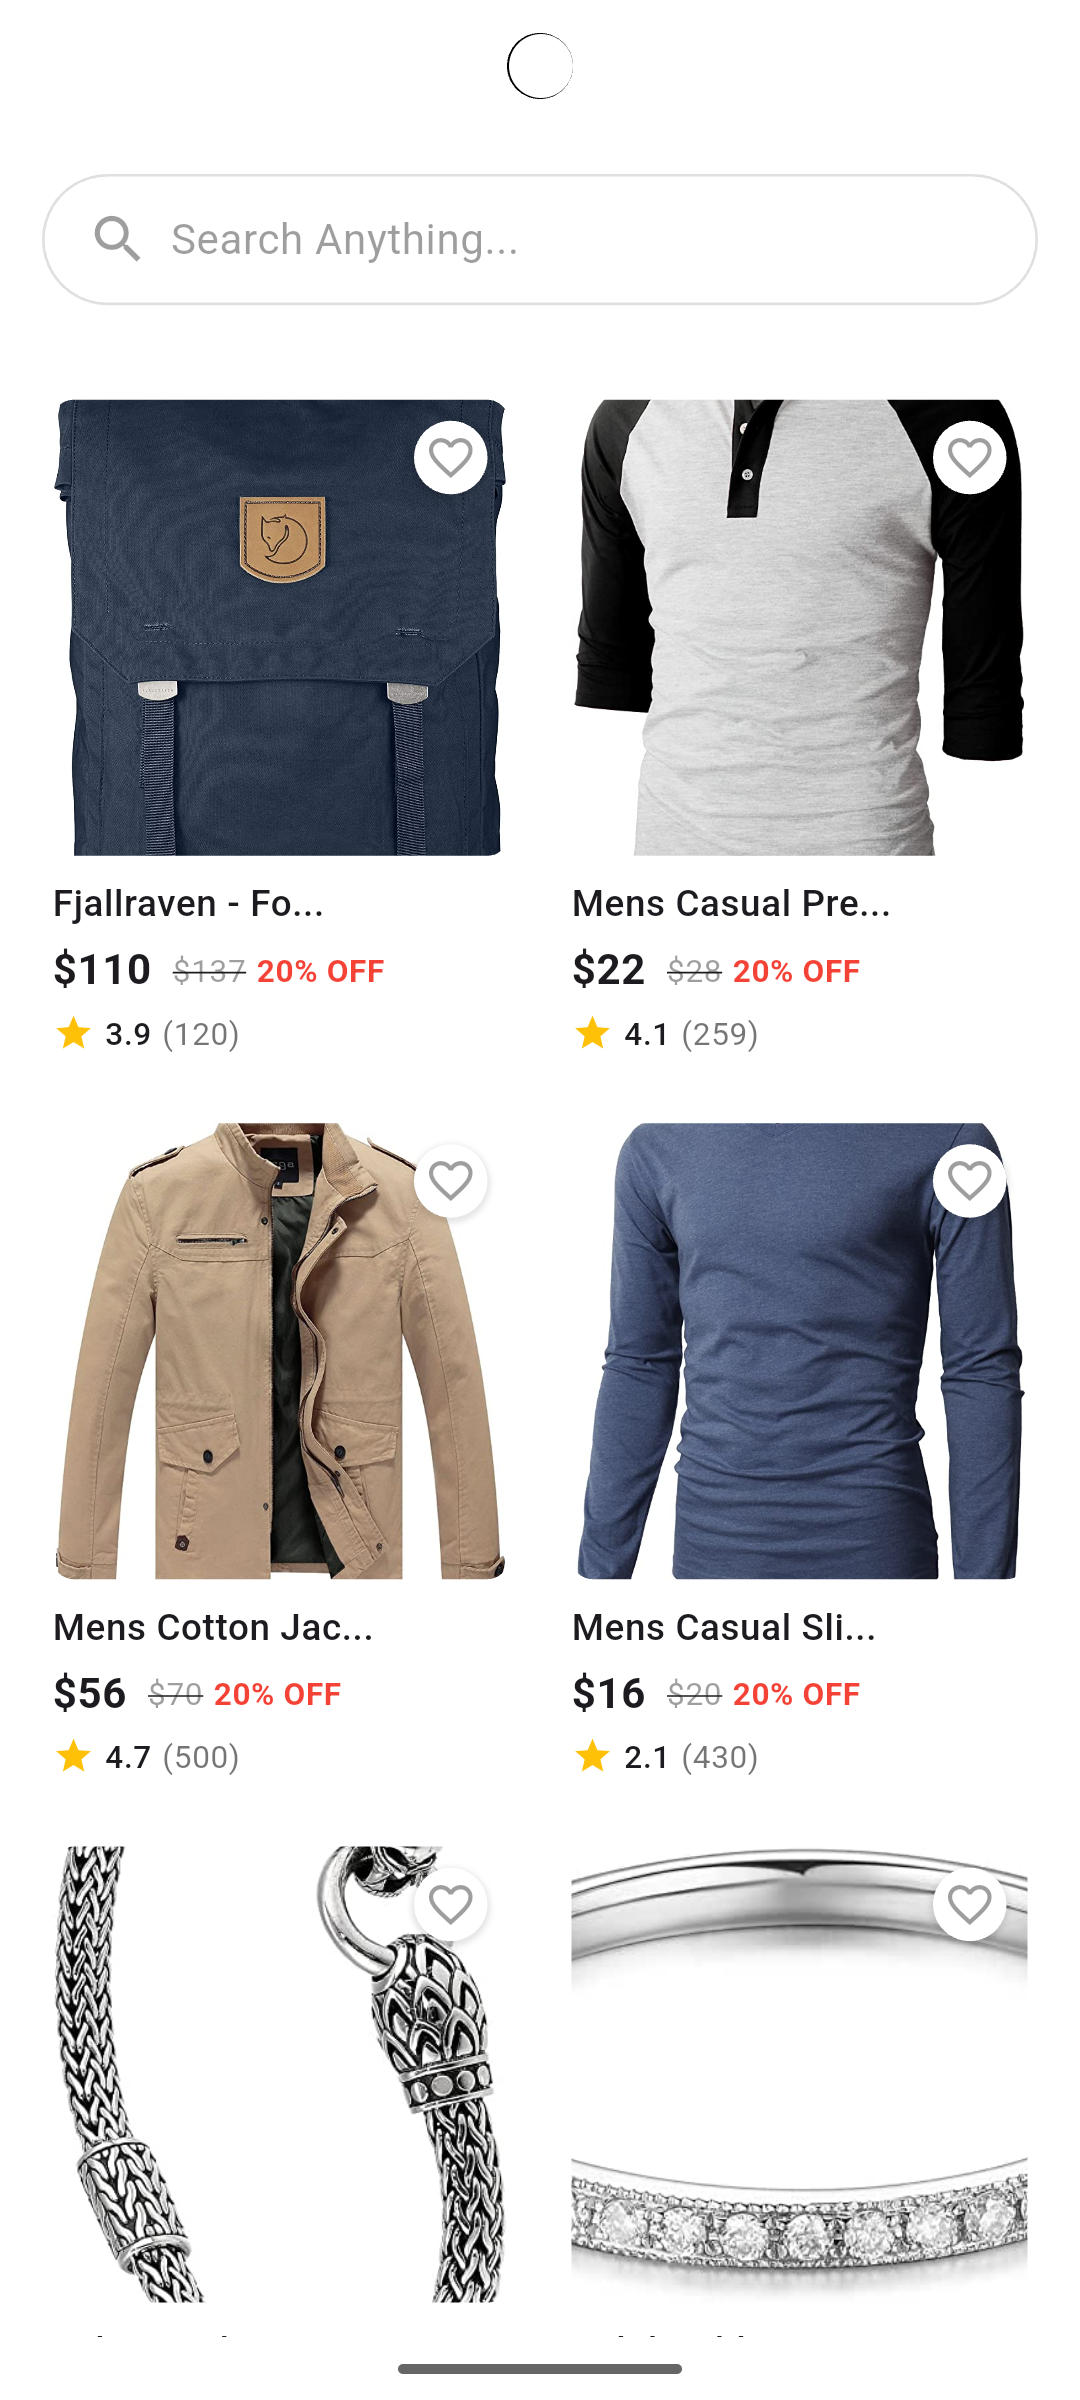 Search Anything...
Fjallraven - Fo...
$110 $137 20% OFF
3.9 (120)
Mens Casual Pre...
$22 $28 20% OFF
4.1 (259)
Mens Cotton Jac...
$56 $70 20% OFF
4.7 (500)
Mens Casual Sli...
$16 $20 20% OFF
2.1 (430)